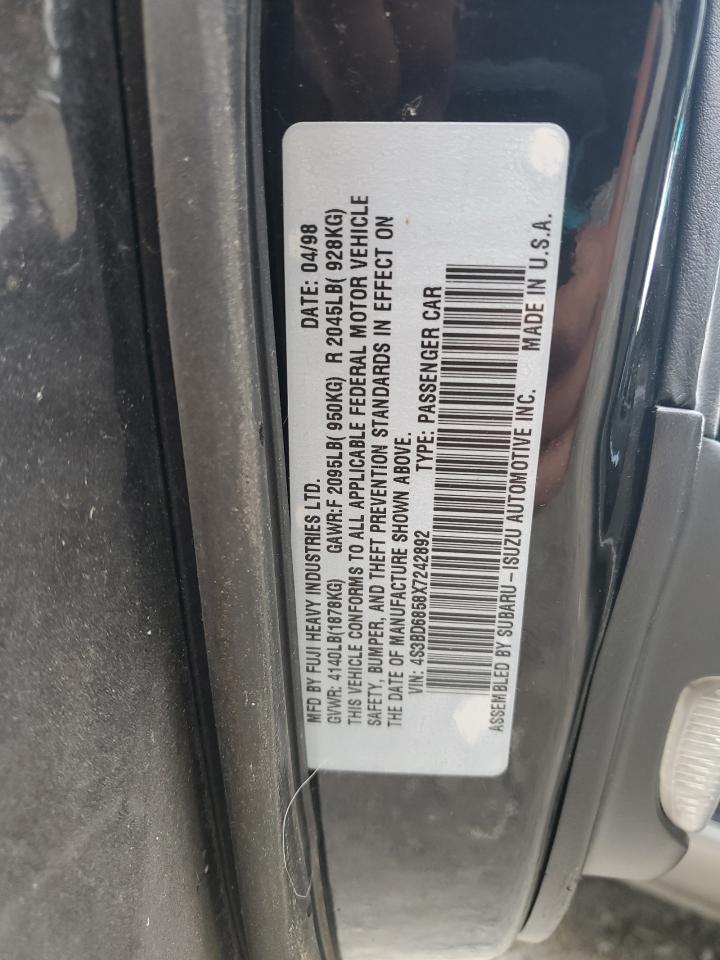 MFD BY FUJI HEAVY INDUSTRIES LTD. DATE: 04/98
GVWR: 4140LB(1878KG) GAWR:F 2095LB( 950KG) R 2045LB( 928KG)
THIS VEHICLE CONFORMS TO ALL APPLICABLE FEDERAL MOTOR VEHICLE
SAFETY, BUMPER, AND THEFT PREVENTION STANDARDS IN EFFECT ON
THE DATE OF MANUFACTURE SHOWN ABOVE.
VIN: 4S3BD6858X7242892 TYPE: PASSENGER CAR
ASSEMBLED BY SUBARU-ISUZU AUTOMOTIVE INC. MADE IN U.S.A.